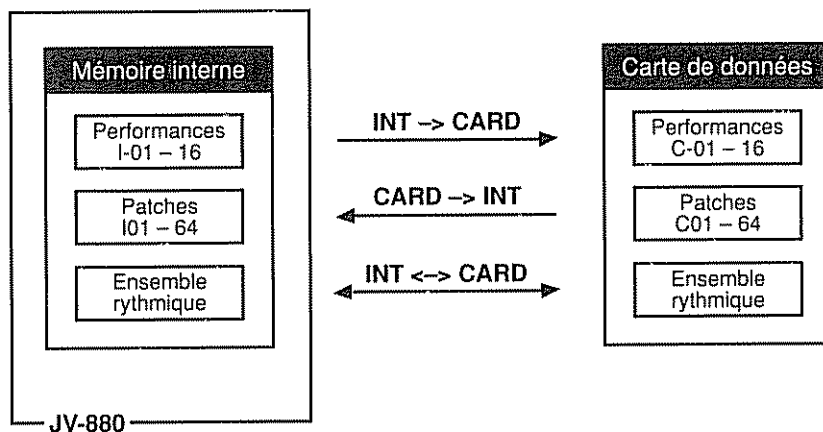 Mémoire interne
Performances
I-01 – 16
Patches
I01 – 64
Ensemble
rythmique
JV-880
INT –> CARD
CARD –> INT
INT <–> CARD
Carte de données
Performances
C-01 – 16
Patches
C01 – 64
Ensemble
rythmique